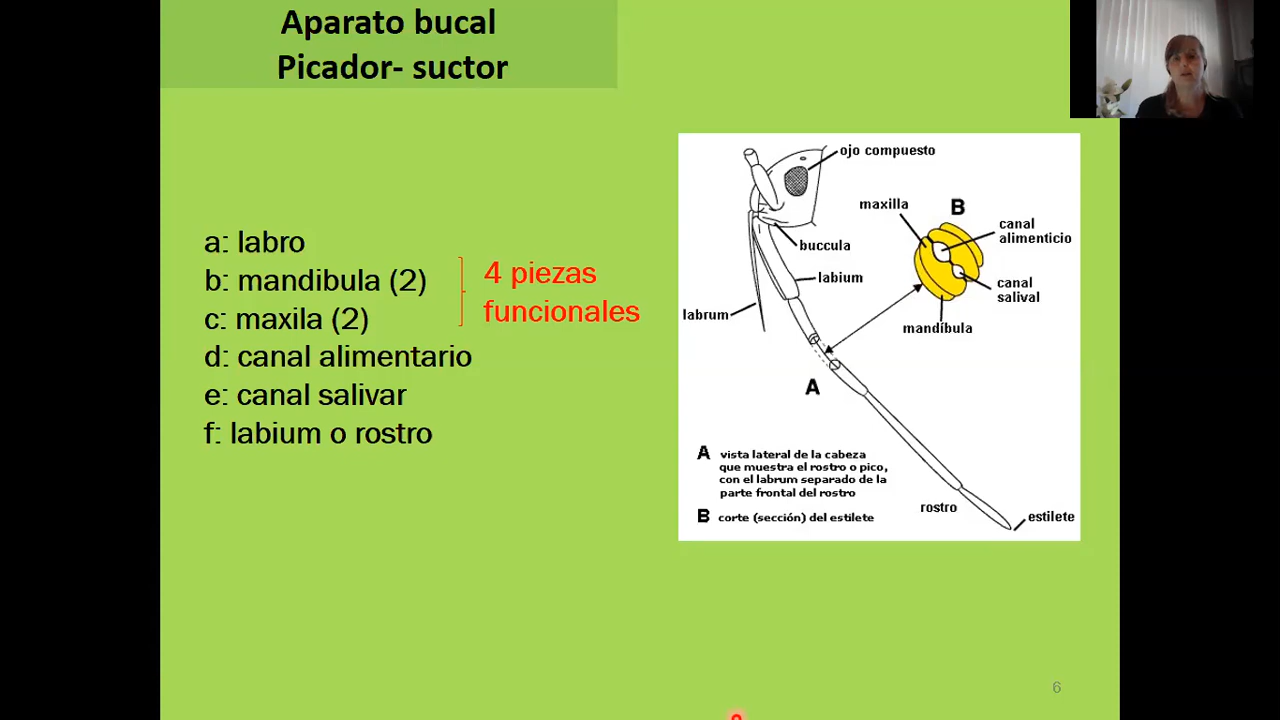 Aparato bucal
Picador- suctor
a: labro
b: mandibula (2)
c: maxila (2)
4 piezas
funcionales
d: canal alimentario
e: canal salivar
f: labium o rostro
ojo compuesto
maxilla
B
canal
alimenticio
buccula
labium
canal
salival
labrum
mandíbula
A
A vista lateral de la cabeza
que muestra el rostro o pico,
con el labrum separado de la
parte frontal del rostro
B corte (sección) del estilete
rostro
estilete
6